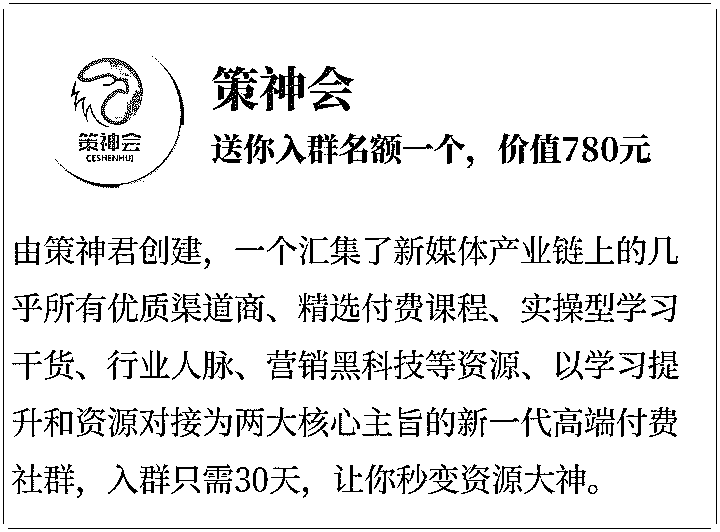 策神会
送你入群名额一个，价值780元
策神会
CESHENHUI
由策神君创建，一个汇集了新媒体产业链上的几
乎所有优质渠道商、精选付费课程、实操型学习
干货、行业人脉、营销黑科技等资源、以学习提
升和资源对接为两大核心主旨的新一代高端付费
社群，入群只需30天，让你秒变资源大神。